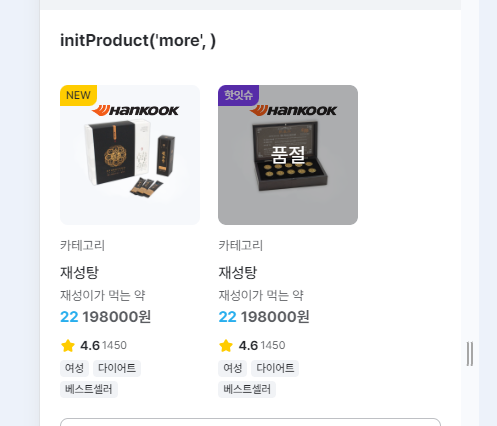 initProduct('more', )
NEW
HANKOOK
핫잇슈
HANKOOK
품절
카테고리
재성탕
재성이가 먹는 약
22 198000원
4.6 1450
여성 다이어트
베스트셀러
카테고리
재성탕
재성이가 먹는 약
22 198000원
4.6 1450
여성 다이어트
베스트셀러